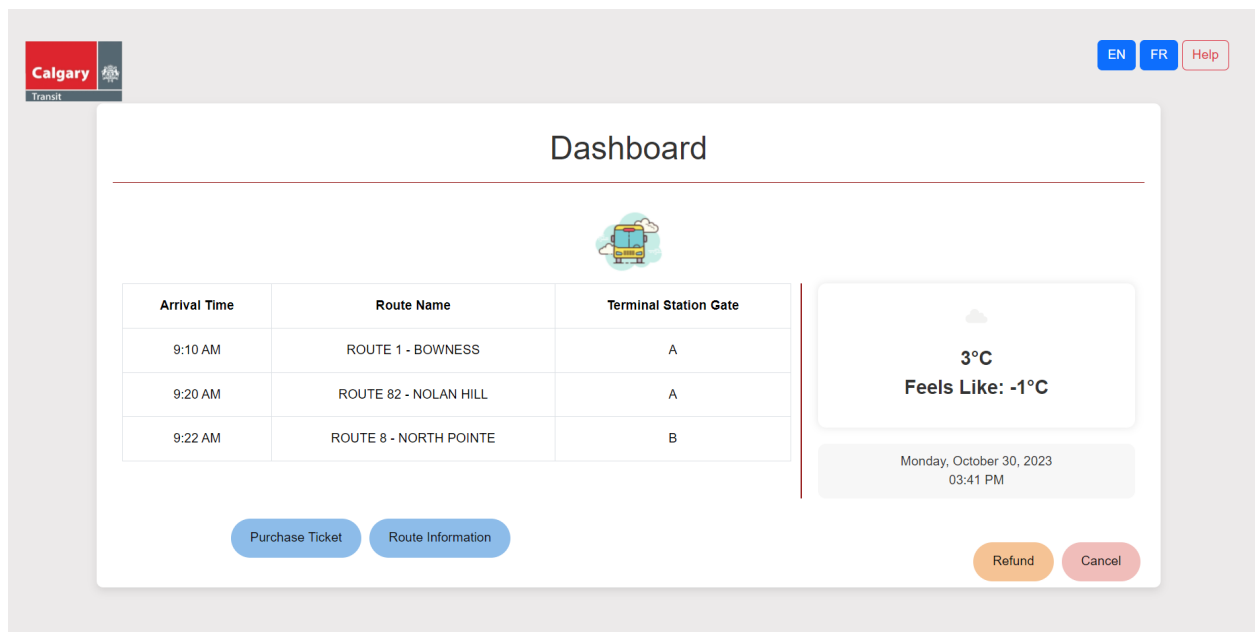 Calgary
Transit
EN FR Help
Dashboard
Arrival Time Route Name Terminal Station Gate
9:10 AM ROUTE 1 - BOWNESS A
9:20 AM ROUTE 82 - NOLAN HILL A
9:22 AM ROUTE 8 - NORTH POINTE B
3°C
Feels Like: -1°C
Monday, October 30, 2023
03:41 PM
Purchase Ticket Route Information
Refund Cancel